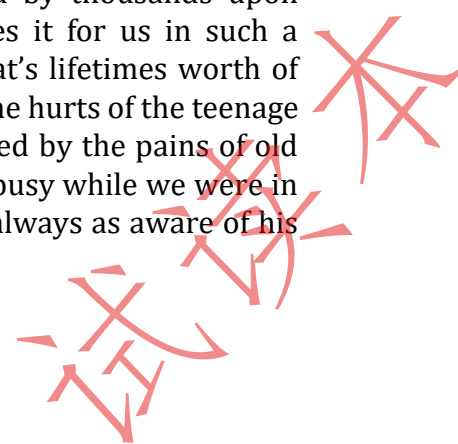 d by thousands upon
es it for us in such a
at’s lifetimes worth of
he hurts of the teenage
ed by the pains of old
busy while we were in
always as aware of his
试读本